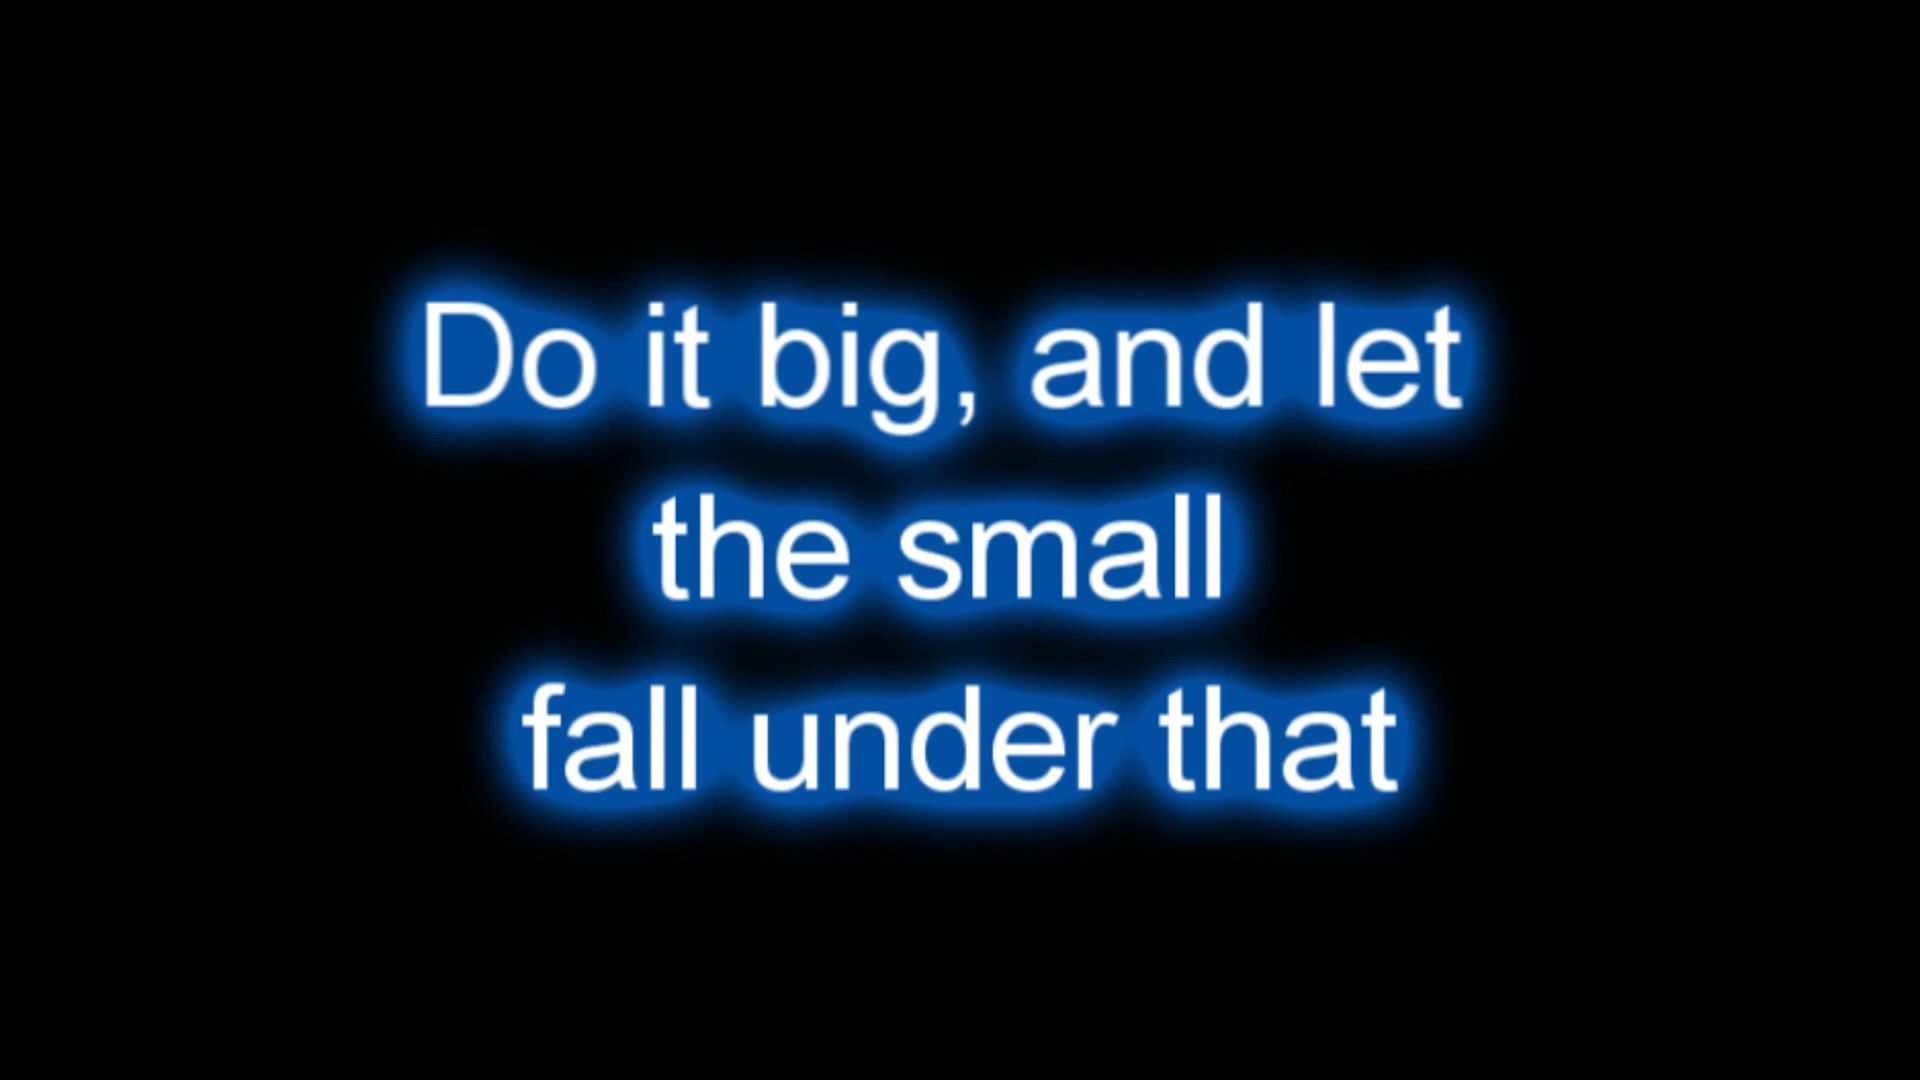 Do it big, and let
the small
fall under that